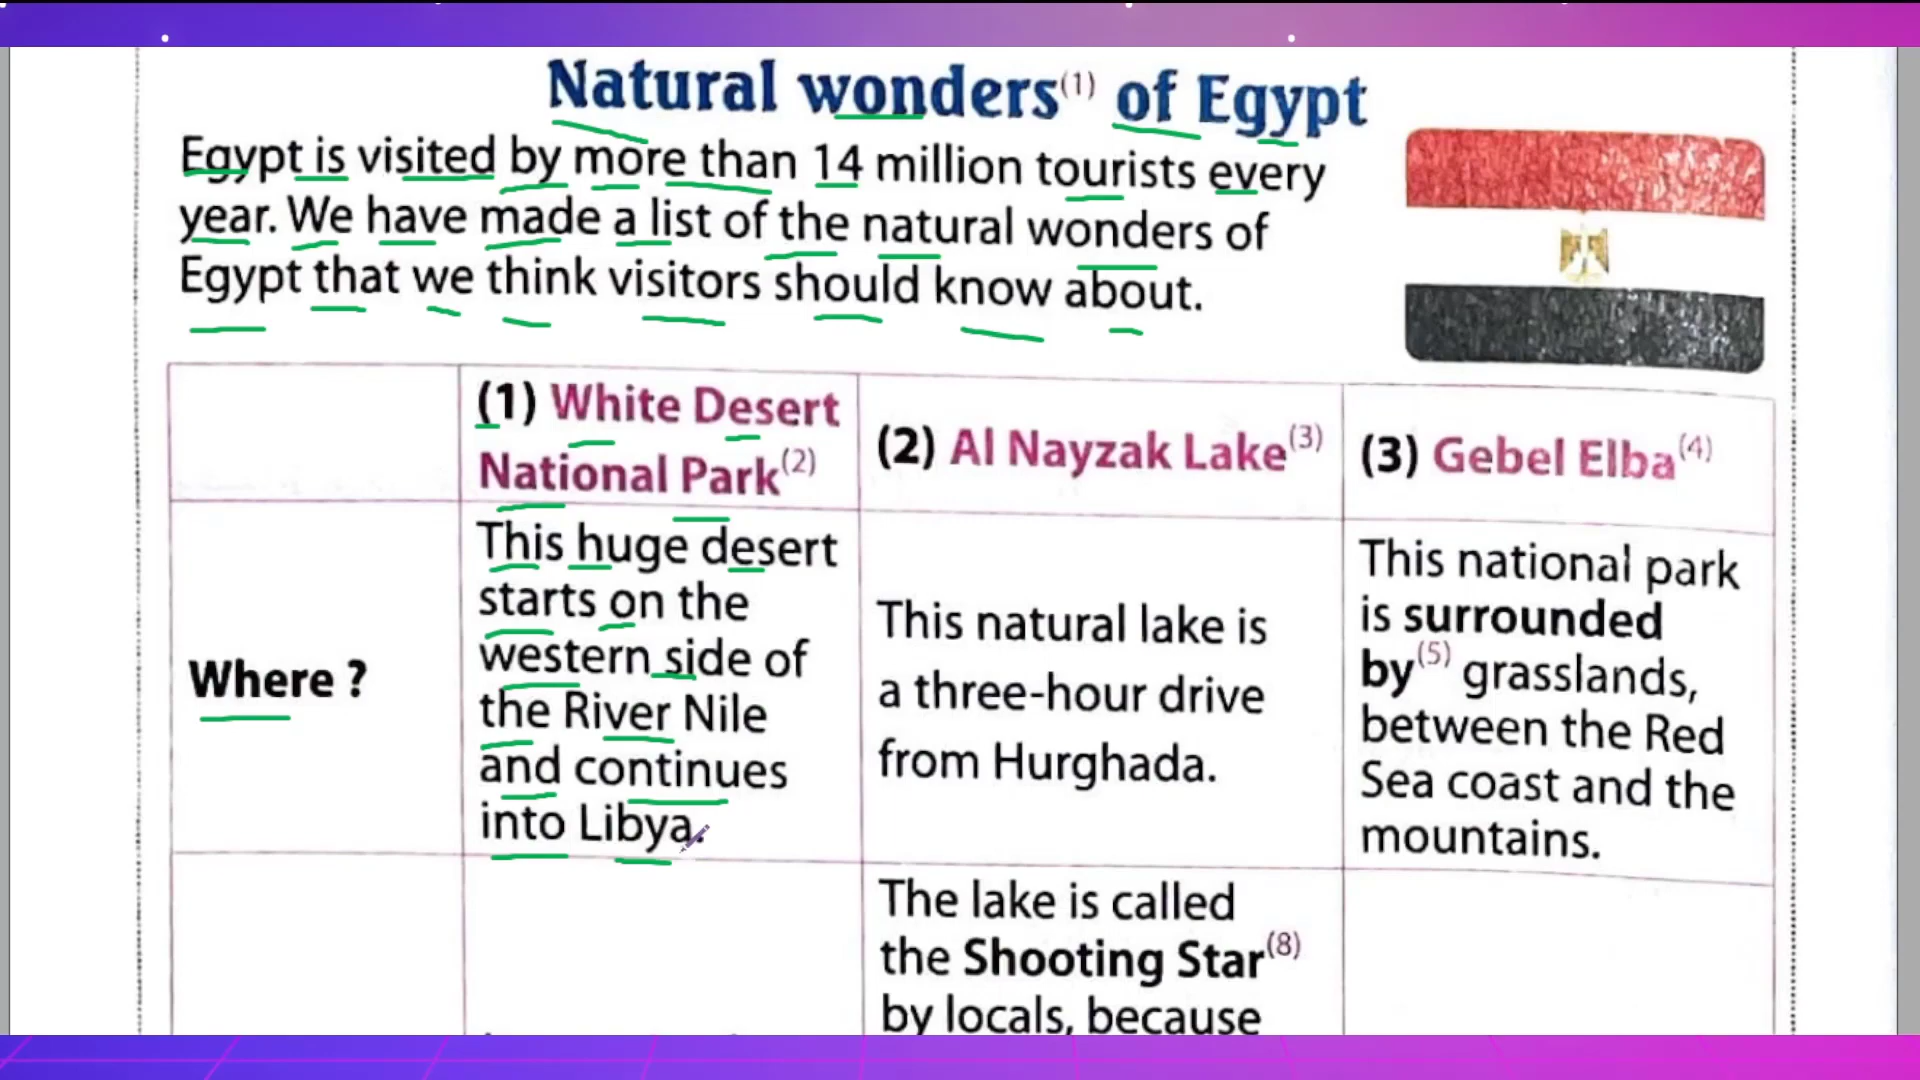 Natural wonders(1) of Egypt
Egypt is visited by more than 14 million tourists every
year. We have made a list of the natural wonders of
Egypt that we think visitors should know about.
(1) White Desert
National Park(2)
(2) Al Nayzak Lake(3)
(3) Gebel Elba(4)
Where ?
This huge desert
starts on the
western side of
the River Nile
and continues
into Libya.
This natural lake is
a three-hour drive
from Hurghada.
This national park
is surrounded
by(5) grasslands,
between the Red
Sea coast and the
mountains.
The lake is called
the Shooting Star(8)
by locals, because